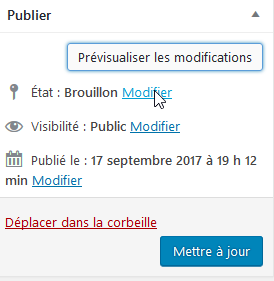 Publier
Prévisualiser les modifications
État : Brouillon Modifier
Visibilité : Public Modifier
Publié le : 17 septembre 2017 à 19 h 12
min Modifier
Déplacer dans la corbeille
Mettre à jour